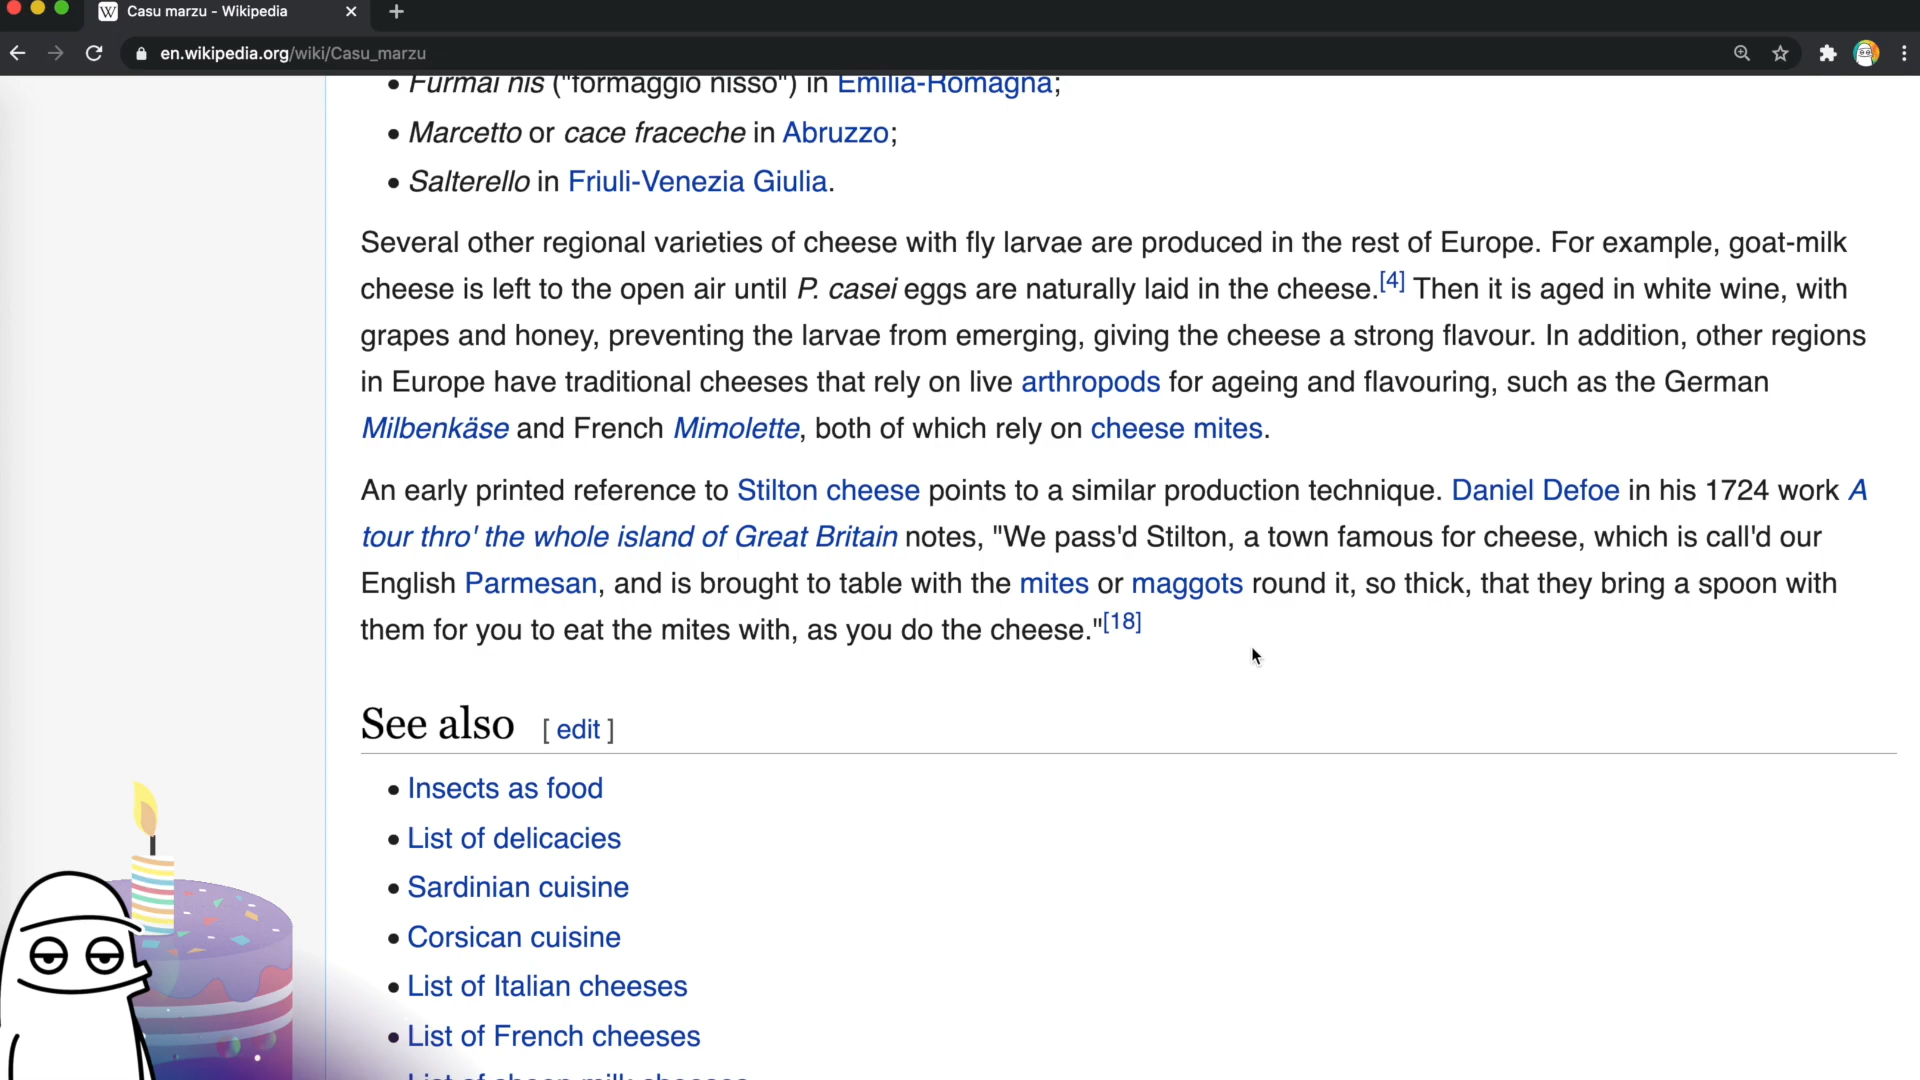 W Casu marzu - Wikipedia
en.wikipedia.org/wiki/Casu_marzu
• Furmai nis ("formaggio nisso") in Emilia-Romagna;
• Marcetto or cace fraceche in Abruzzo;
• Salterello in Friuli-Venezia Giulia.
Several other regional varieties of cheese with fly larvae are produced in the rest of Europe. For example, goat-milk
cheese is left to the open air until P. casei eggs are naturally laid in the cheese.[4] Then it is aged in white wine, with
grapes and honey, preventing the larvae from emerging, giving the cheese a strong flavour. In addition, other regions
in Europe have traditional cheeses that rely on live arthropods for ageing and flavouring, such as the German
Milbenkäse and French Mimolette, both of which rely on cheese mites.
An early printed reference to Stilton cheese points to a similar production technique. Daniel Defoe in his 1724 work A
tour thro' the whole island of Great Britain notes, "We pass'd Stilton, a town famous for cheese, which is call'd our
English Parmesan, and is brought to table with the mites or maggots round it, so thick, that they bring a spoon with
them for you to eat the mites with, as you do the cheese."[18]
See also [ edit ]
• Insects as food
• List of delicacies
• Sardinian cuisine
• Corsican cuisine
• List of Italian cheeses
• List of French cheeses
List of sheep milk cheeses